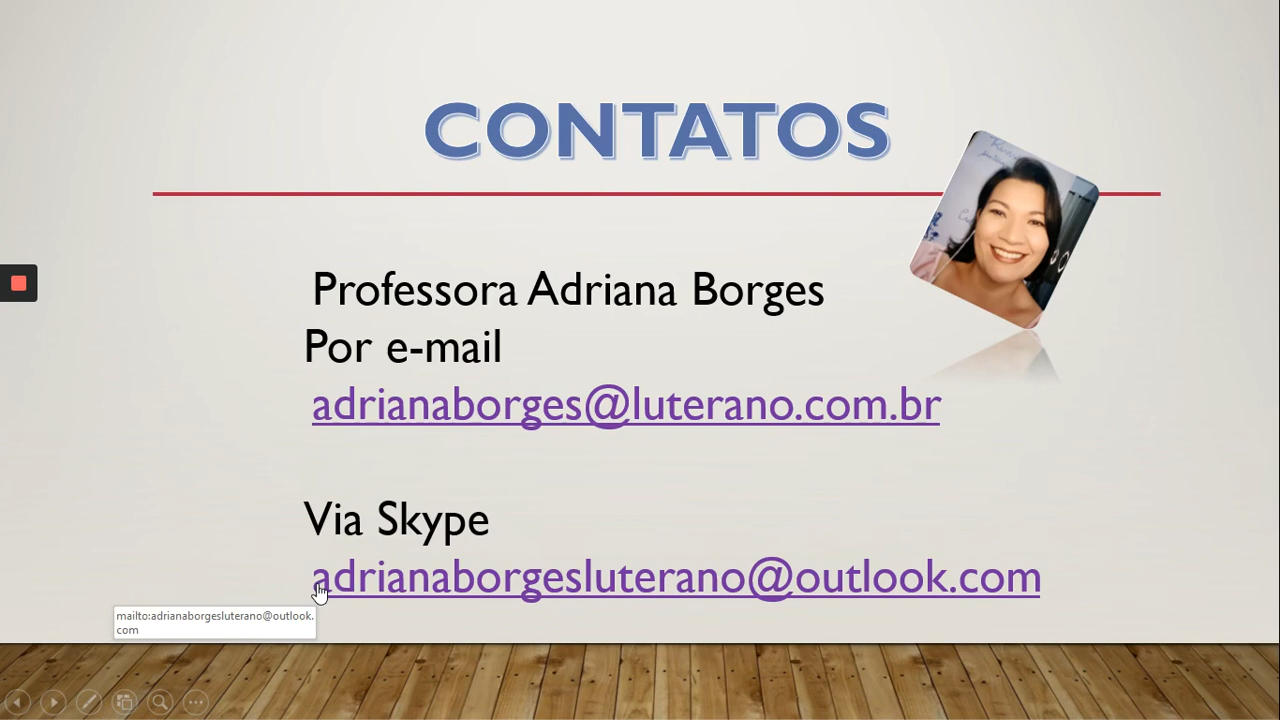 CONTATOS
Professora Adriana Borges
Por e-mail
adrianaborges@luterano.com.br
Via Skype
adrianaborgesluterano@outlook.com
mailto:adrianaborgesluterano@outlook.
com